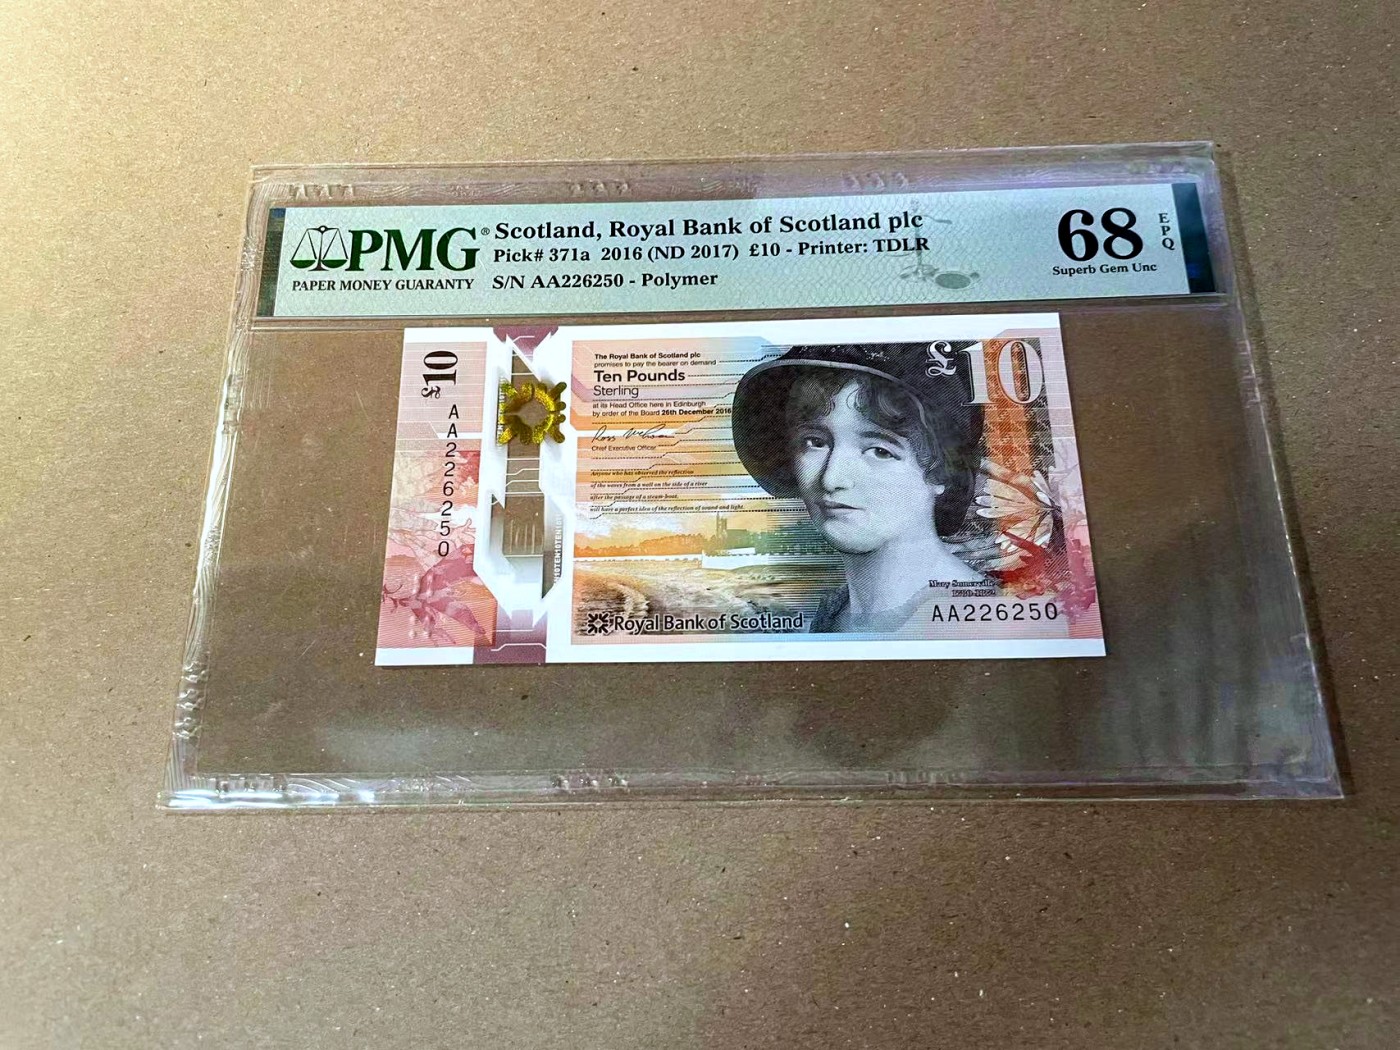 PMG®
PAPER MONEY GUARANTY
Scotland, Royal Bank of Scotland plc
Pick# 371a 2016 (ND 2017) £10 - Printer: TDLR
S/N AA226250 - Polymer
68
EPQ
Superb Gem Unc
£10
AA226250
The Royal Bank of Scotland plc
promises to pay the bearer on demand
Ten Pounds
Sterling
at its Head Office here in Edinburgh
by order of the Board 26th December 2016
Chief Executive Officer
Anyone who has observed the reflection
of the waves from a wall on the side of a river
after the passage of a steam-boat,
will have a perfect idea of the reflection of sound and light.
£10
Mary Somerville
AA226250
Royal Bank of Scotland